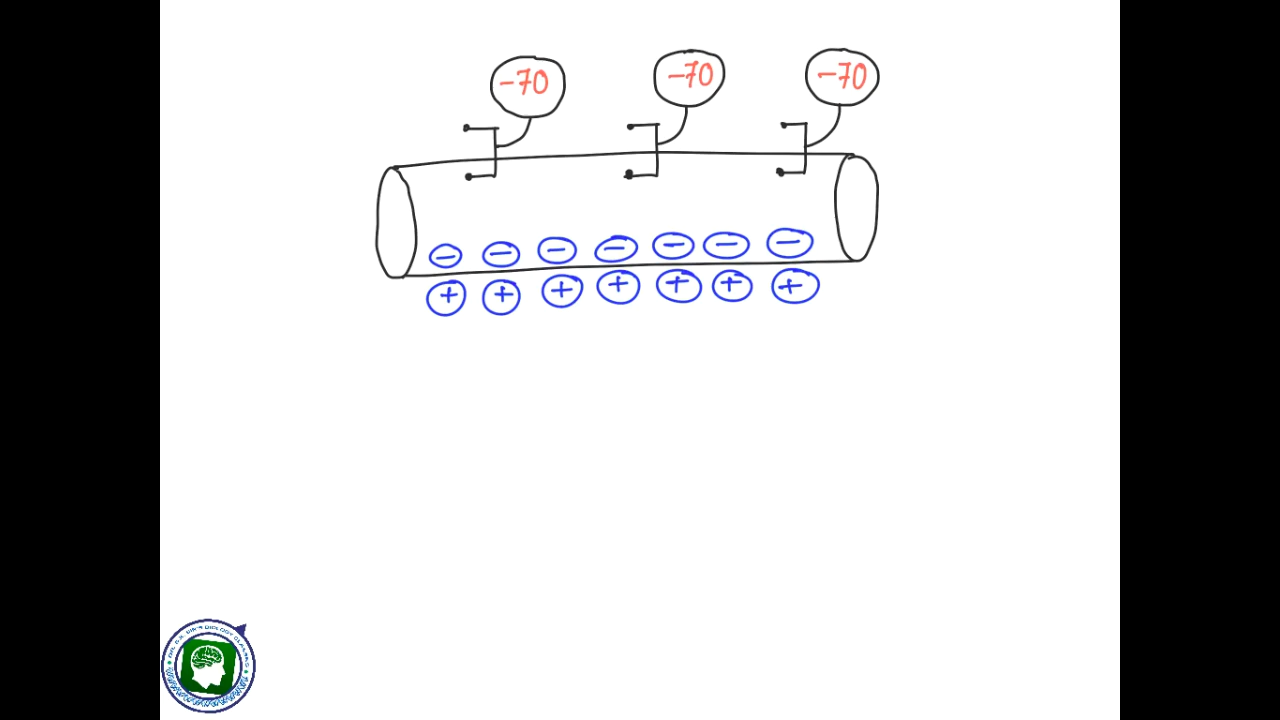 -70 -70 -70
- - - - - - -
+ + + + + + +